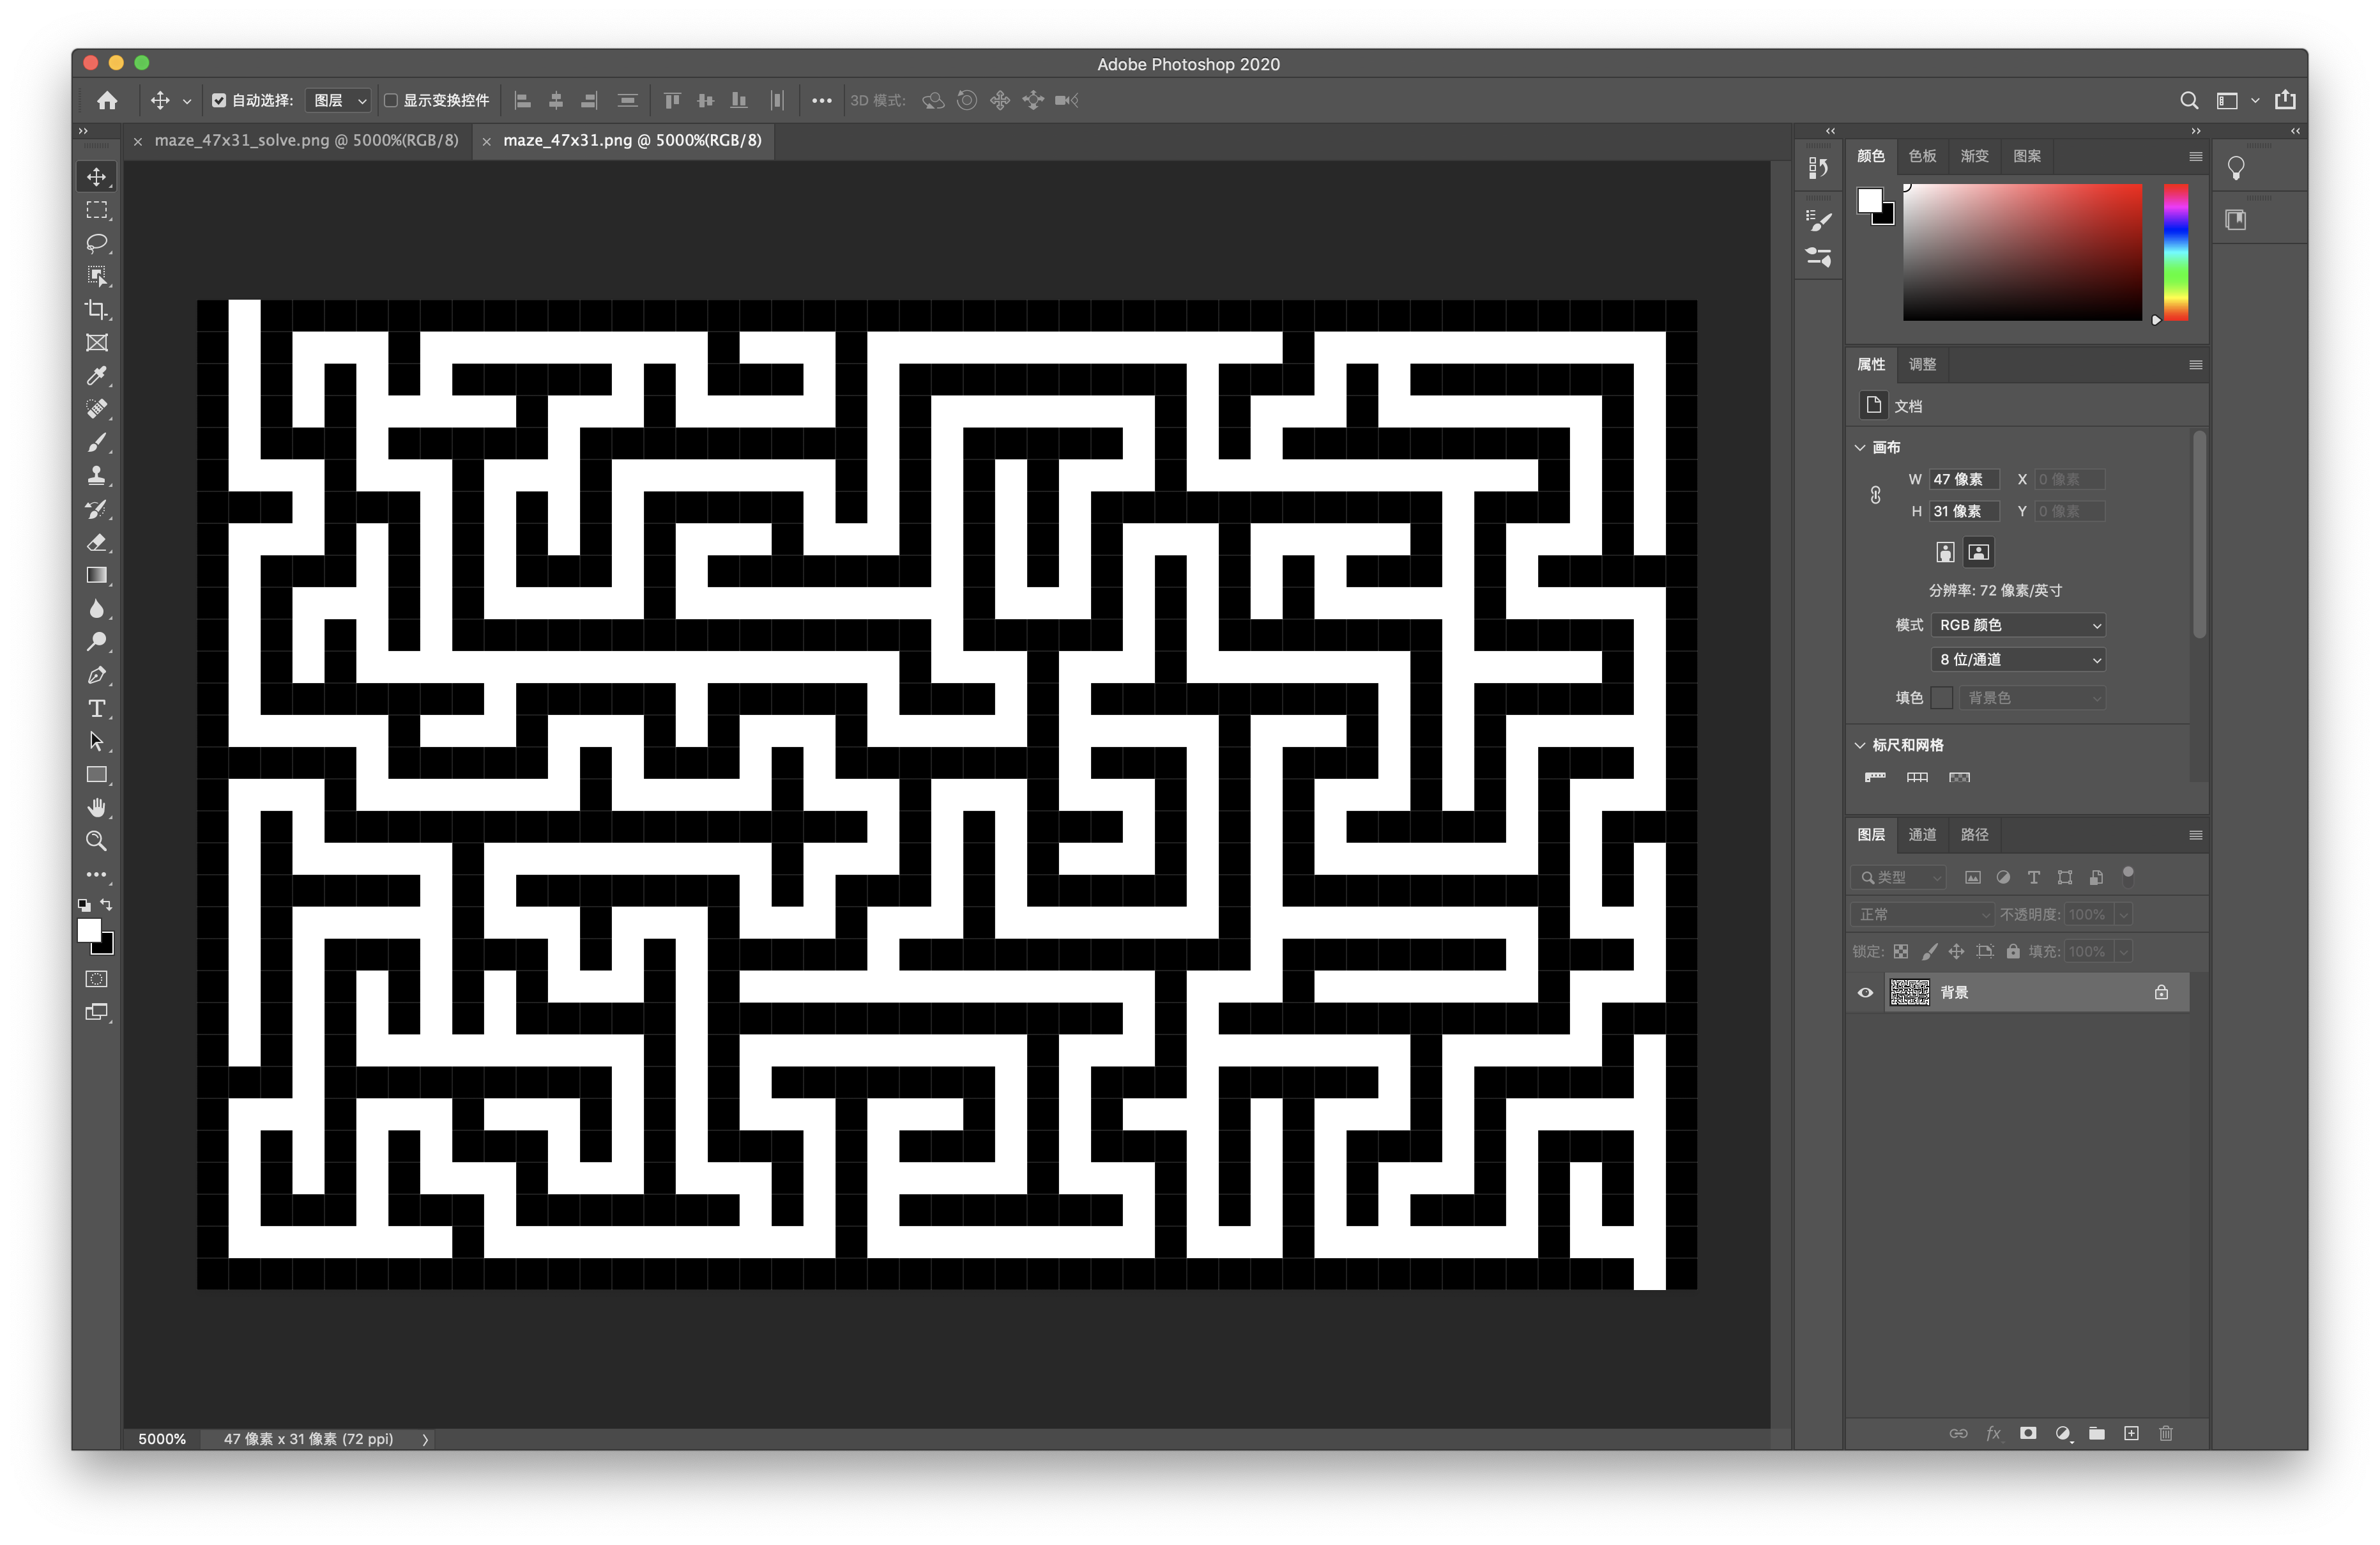 Adobe Photoshop 2020
自动选择: 图层 显示变换控件 3D 模式:
maze_47x31_solve.png @ 5000%(RGB/8) maze_47x31.png @ 5000%(RGB/8)
颜色 色板 渐变 图案
属性 调整
文档
画布
W 47 像素 X 0 像素
H 31 像素 Y 0 像素
分辨率: 72 像素/英寸
模式 RGB 颜色
8 位/通道
填色 背景色
标尺和网格
图层 通道 路径
类型
正常 不透明度: 100%
锁定: 填充: 100%
背景
fx
5000% 47 像素 x 31 像素 (72 ppi)